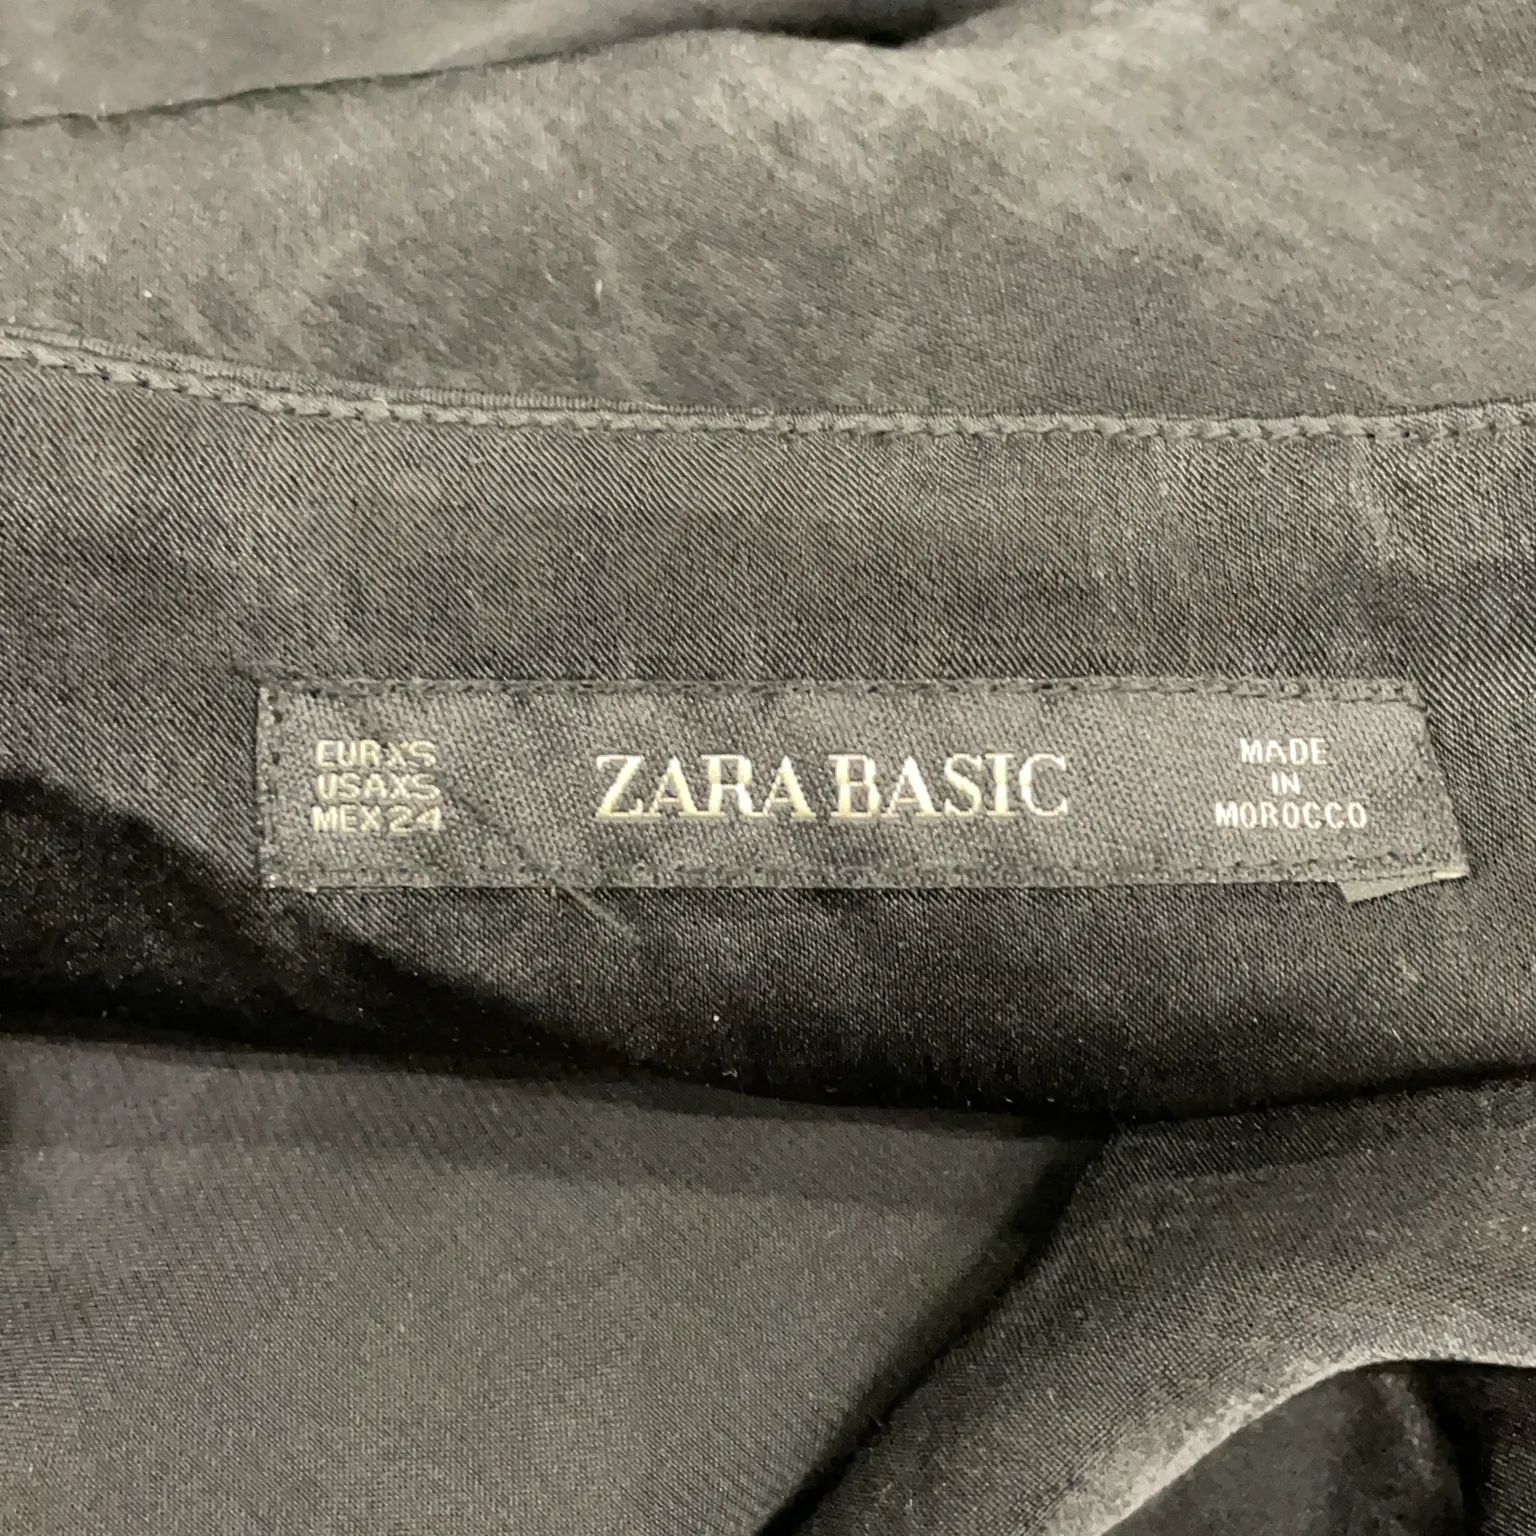 EUR XS
USA XS
MEX 24
ZARA BASIC
MADE
IN
MOROCCO